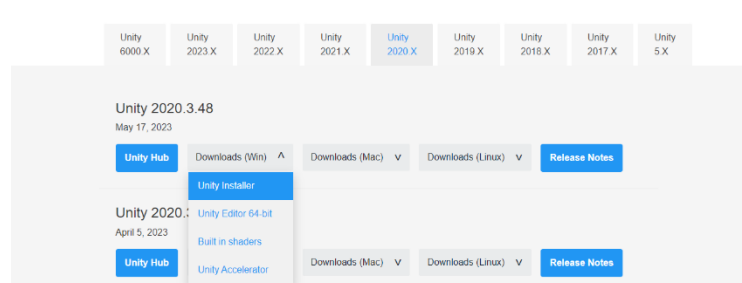 Unity Unity Unity Unity Unity Unity Unity Unity Unity
6000.X 2023.X 2022.X 2021.X 2020.X 2019.X 2018.X 2017.X 5.X
Unity 2020.3.48
May 17, 2023
Unity Hub Downloads (Win) ʌ Downloads (Mac) v Downloads (Linux) v Release Notes
Unity Installer
Unity 2020.
Unity Editor 64-bit
April 5, 2023
Built in shaders
Unity Hub Downloads (Mac) v Downloads (Linux) v Release Notes
Unity Accelerator